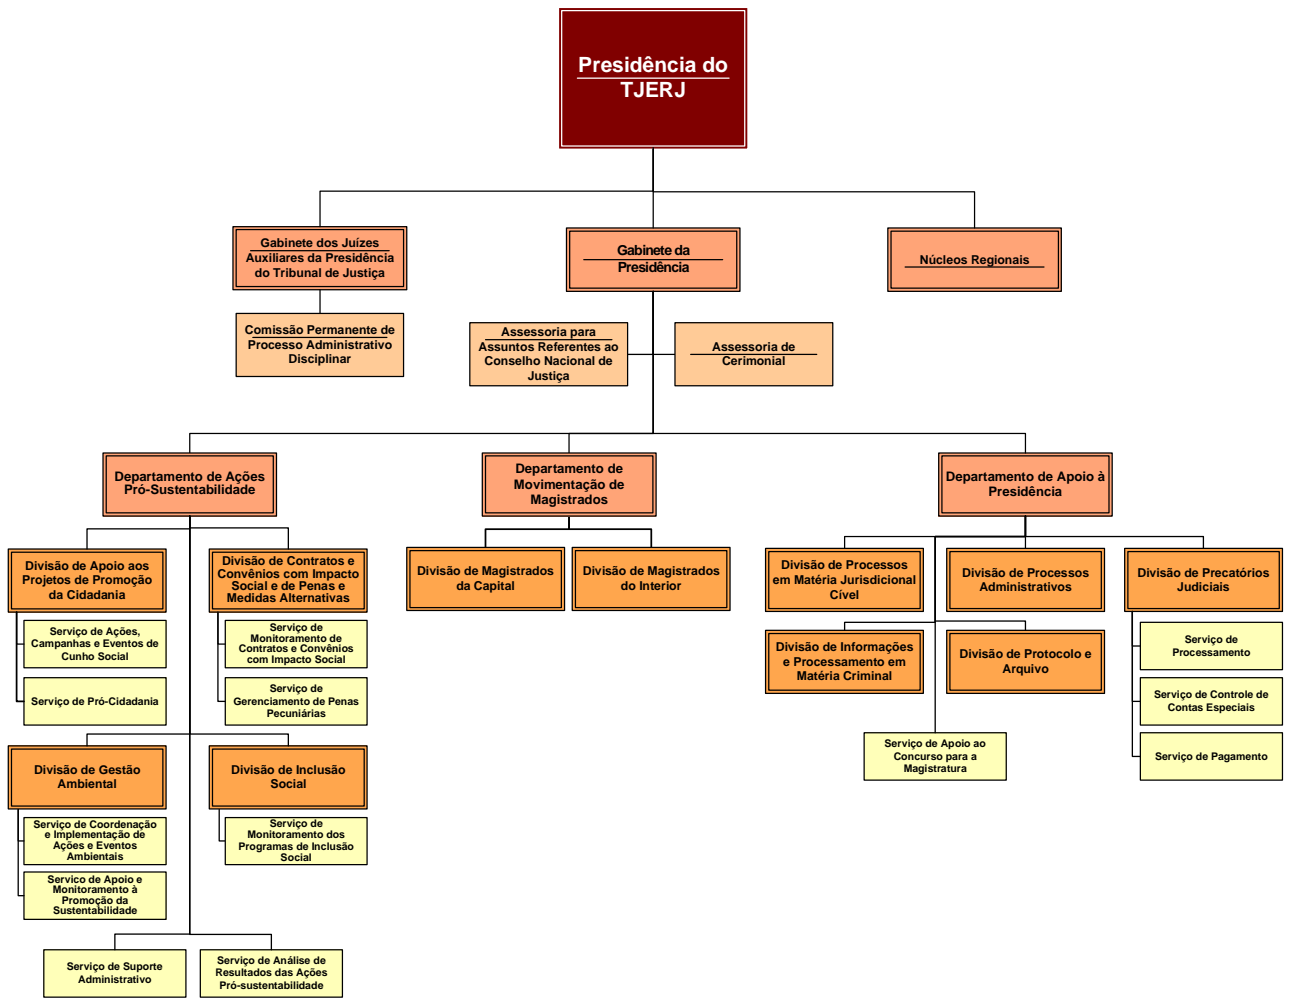 Presidência do
TJERJ
Gabinete dos Juízes
Auxiliares da Presidência
do Tribunal de Justiça
Gabinete da
Presidência
Núcleos Regionais
Comissão Permanente de
Processo Administrativo
Disciplinar
Assessoria para
Assuntos Referentes ao
Conselho Nacional de
Justiça
Assessoria de
Cerimonial
Departamento de Ações
Pró-Sustentabilidade
Departamento de
Movimentação de
Magistrados
Departamento de Apoio à
Presidência
Divisão de Apoio aos
Projetos de Promoção
da Cidadania
Divisão de Contratos e
Convênios com Impacto
Social e de Penas e
Medidas Alternativas
Divisão de Magistrados
da Capital
Divisão de Magistrados
do Interior
Divisão de Processos
em Matéria Jurisdicional
Cível
Divisão de Processos
Administrativos
Divisão de Precatórios
Judiciais
Serviço de Ações,
Campanhas e Eventos de
Cunho Social
Serviço de
Monitoramento de
Contratos e Convênios
com Impacto Social
Divisão de Informações
e Processamento em
Matéria Criminal
Divisão de Protocolo e
Arquivo
Serviço de
Processamento
Serviço de Pró-Cidadania
Serviço de
Gerenciamento de Penas
Pecuniárias
Serviço de Controle de
Contas Especiais
Divisão de Gestão
Ambiental
Divisão de Inclusão
Social
Serviço de Apoio ao
Concurso para a
Magistratura
Serviço de Pagamento
Serviço de Coordenação
e Implementação de
Ações e Eventos
Ambientais
Serviço de
Monitoramento dos
Programas de Inclusão
Social
Servico de Apoio e
Monitoramento à
Promoção da
Sustentabilidade
Serviço de Suporte
Administrativo
Serviço de Análise de
Resultados das Ações
Pró-sustentabilidade